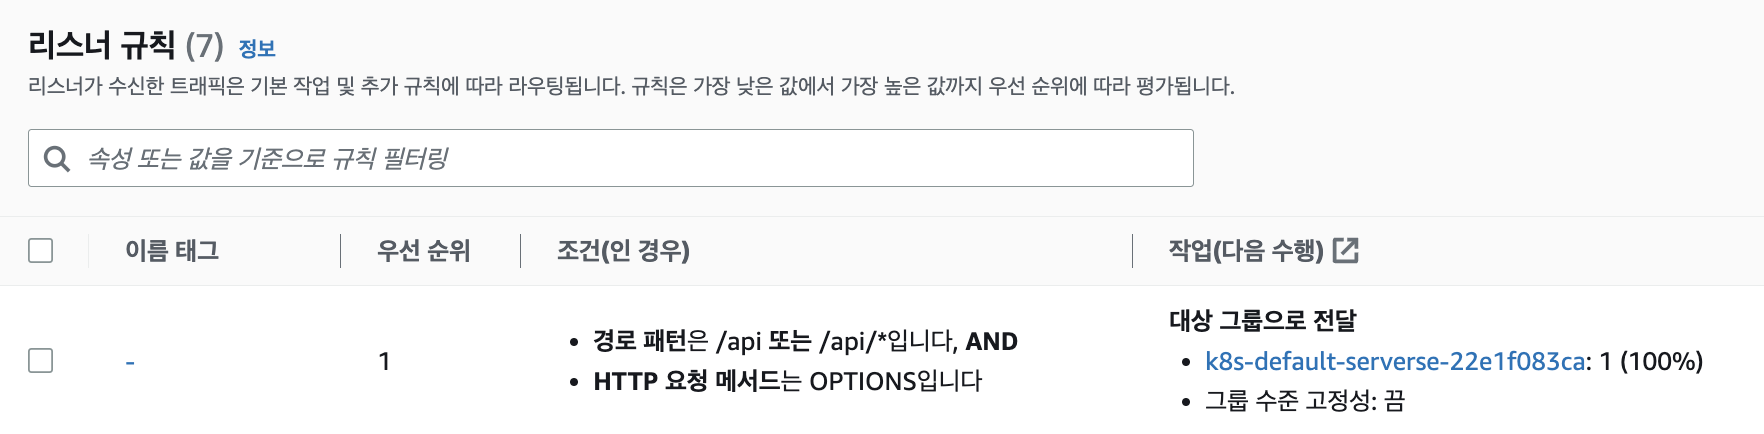 리스너 규칙 (7) 정보
리스너가 수신한 트래픽은 기본 작업 및 추가 규칙에 따라 라우팅됩니다. 규칙은 가장 낮은 값에서 가장 높은 값까지 우선 순위에 따라 평가됩니다.
속성 또는 값을 기준으로 규칙 필터링
이름 태그 우선 순위 조건(인 경우) 작업(다음 수행)
대상 그룹으로 전달
• 경로 패턴은 /api 또는 /api/*입니다, AND
- 1 • k8s-default-serverse-22e1f083ca: 1 (100%)
• HTTP 요청 메서드는 OPTIONS입니다
• 그룹 수준 고정성: 끔